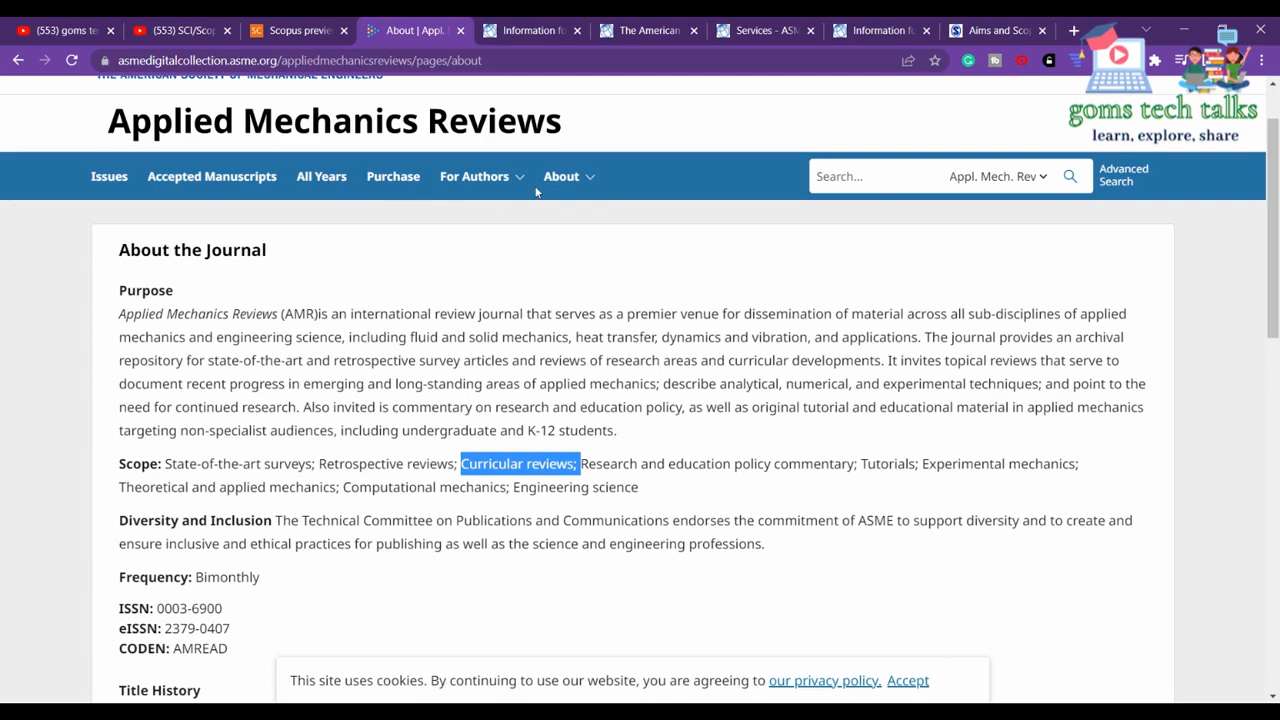 (553) goms te
(553) SCI/Scop
Scopus previe
About | Appl.
Information fo
The American
Services - ASM
Information fo
Aims and Sco
asmedigitalcollection.asme.org/appliedmechanicsreviews/pages/about
goms tech talks
learn, explore, share
THE AMERICAN SOCIETY OF MECHANICAL ENGINEERS
Applied Mechanics Reviews
Issues Accepted Manuscripts All Years Purchase For Authors About
Search... Appl. Mech. Rev
Advanced
Search
About the Journal
Purpose
Applied Mechanics Reviews (AMR)is an international review journal that serves as a premier venue for dissemination of material across all sub-disciplines of applied
mechanics and engineering science, including fluid and solid mechanics, heat transfer, dynamics and vibration, and applications. The journal provides an archival
repository for state-of-the-art and retrospective survey articles and reviews of research areas and curricular developments. It invites topical reviews that serve to
document recent progress in emerging and long-standing areas of applied mechanics; describe analytical, numerical, and experimental techniques; and point to the
need for continued research. Also invited is commentary on research and education policy, as well as original tutorial and educational material in applied mechanics
targeting non-specialist audiences, including undergraduate and K-12 students.
Scope: State-of-the-art surveys; Retrospective reviews; Curricular reviews; Research and education policy commentary; Tutorials; Experimental mechanics;
Theoretical and applied mechanics; Computational mechanics; Engineering science
Diversity and Inclusion The Technical Committee on Publications and Communications endorses the commitment of ASME to support diversity and to create and
ensure inclusive and ethical practices for publishing as well as the science and engineering professions.
Frequency: Bimonthly
ISSN: 0003-6900
eISSN: 2379-0407
CODEN: AMREAD
Title History
This site uses cookies. By continuing to use our website, you are agreeing to our privacy policy. Accept